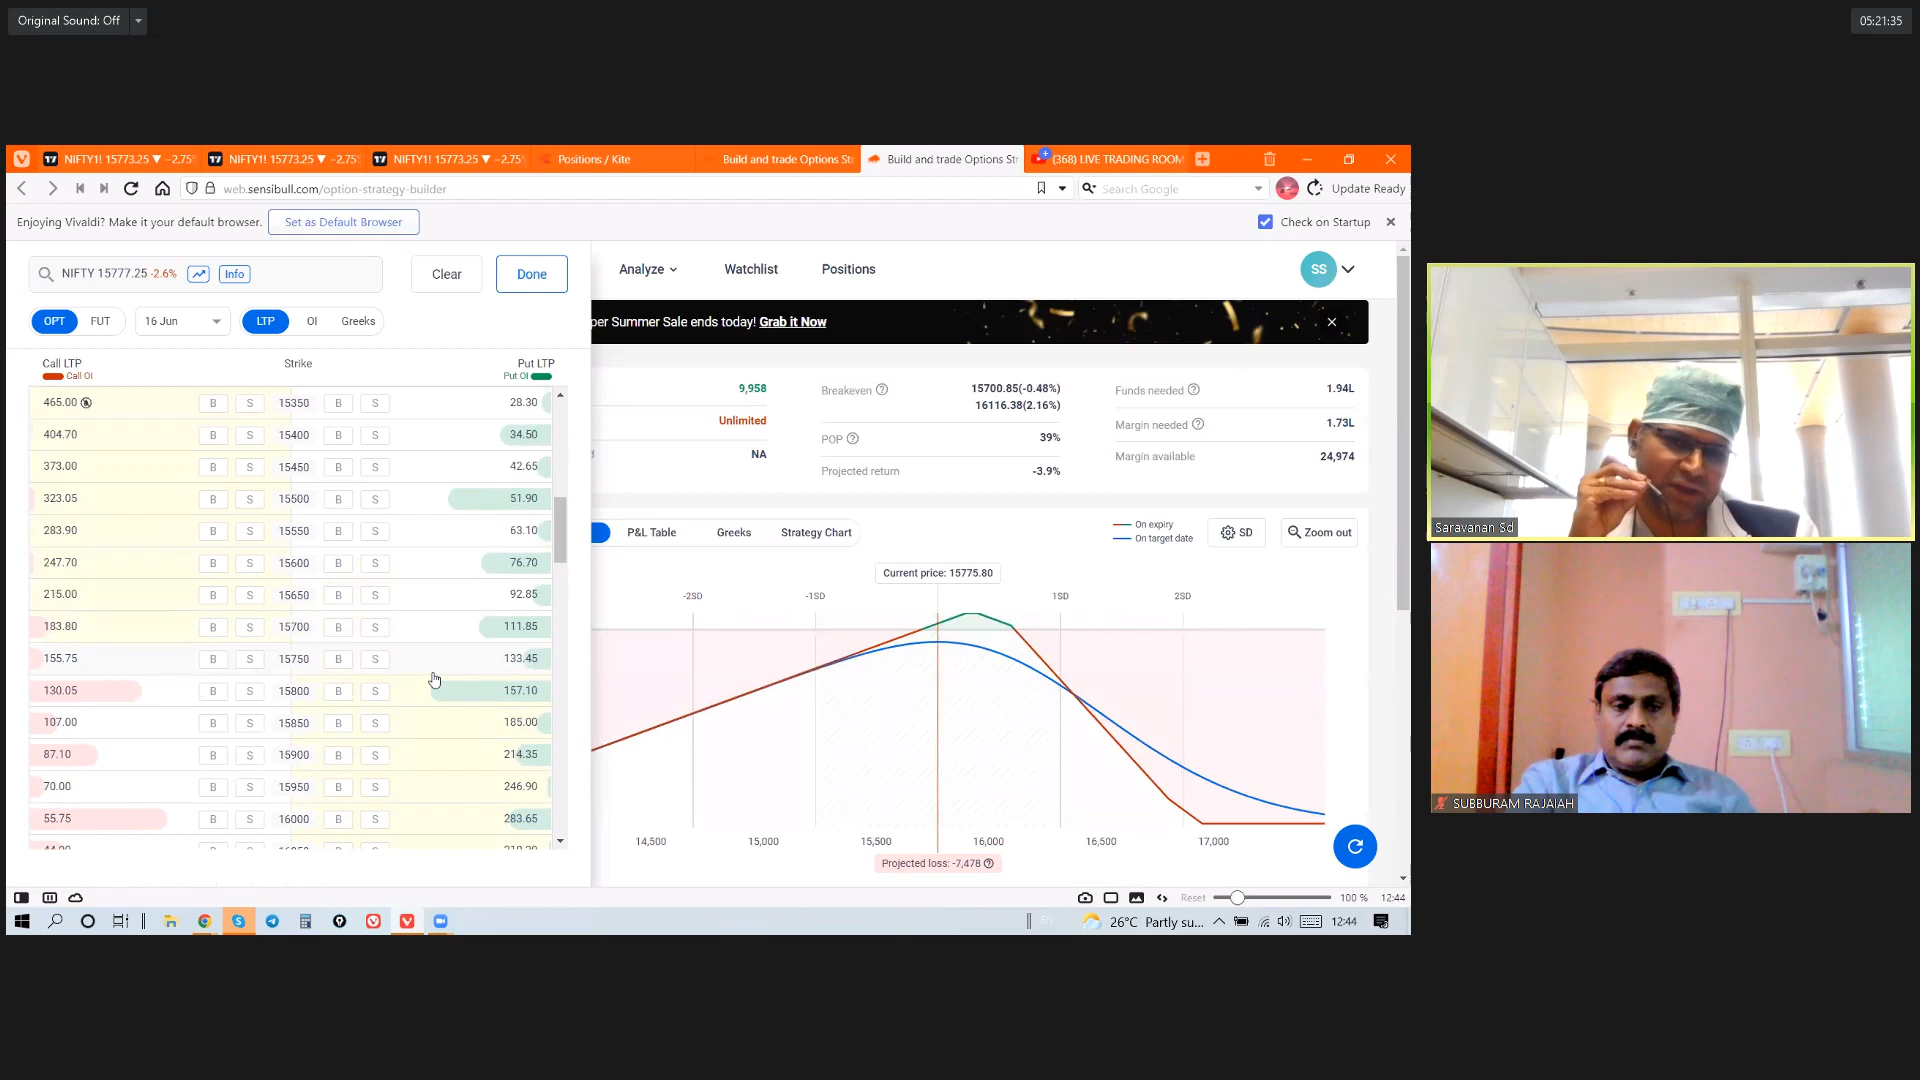 Original Sound: Off
05:21:35
NIFTY1! 15773.25 ▼ −2.75
NIFTY1! 15773.25 ▼ −2.75
NIFTY1! 15773.25 ▼ −2.75
Positions / Kite
Build and trade Options Str
Build and trade Options Str
(368) LIVE TRADING ROOM
web.sensibull.com/option-strategy-builder
Search Google
Update Ready
Enjoying Vivaldi? Make it your default browser.
Set as Default Browser
Check on Startup
NIFTY 15777.25 -2.6%
Info
Clear
Done
Analyze
Watchlist
Positions
SS
OPT
FUT
16 Jun
LTP
OI
Greeks
per Summer Sale ends today! Grab it Now
Call LTP
Call OI
Strike
Put LTP
Put OI
465.00 B S 15350 B S 28.30
404.70 B S 15400 B S 34.50
373.00 B S 15450 B S 42.65
323.05 B S 15500 B S 51.90
283.90 B S 15550 B S 63.10
247.70 B S 15600 B S 76.70
215.00 B S 15650 B S 92.85
183.80 B S 15700 B S 111.85
155.75 B S 15750 B S 133.45
130.05 B S 15800 B S 157.10
107.00 B S 15850 B S 185.00
87.10 B S 15900 B S 214.35
70.00 B S 15950 B S 246.90
55.75 B S 16000 B S 283.65
9,958
Unlimited
NA
Breakeven
15700.85(-0.48%)
16116.38(2.16%)
POP
39%
Projected return
-3.9%
Funds needed
1.94L
Margin needed
1.73L
Margin available
24,974
P&L Table
Greeks
Strategy Chart
On expiry
On target date
SD
Zoom out
Current price: 15775.80
-2SD
-1SD
1SD
2SD
14,500
15,000
15,500
16,000
16,500
17,000
Projected loss: -7,478
Reset
100 %
12:44
26°C Partly su...
12:44
Saravanan Sd
SUBBURAM RAJAIAH